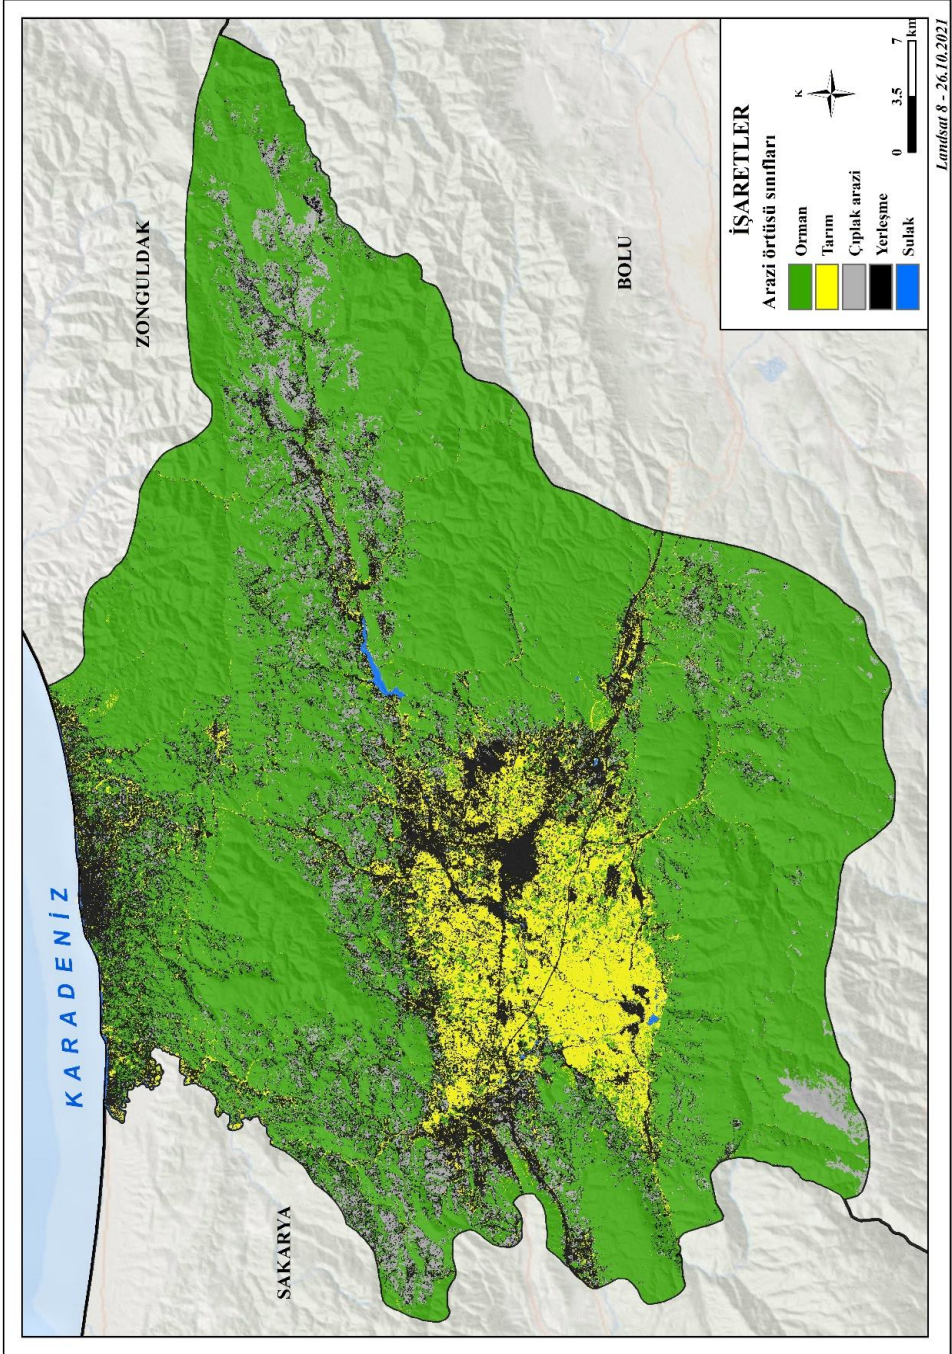 KARADENİZ
ZONGULDAK
BOLU
SAKARYA
İŞARETLER
Arazi örtüsü sınıfları
Orman
Tarım
Çıplak arazi
Yerleşme
Sulak
K
0 3.5 7 km
Landsat 8 - 26.10.2021